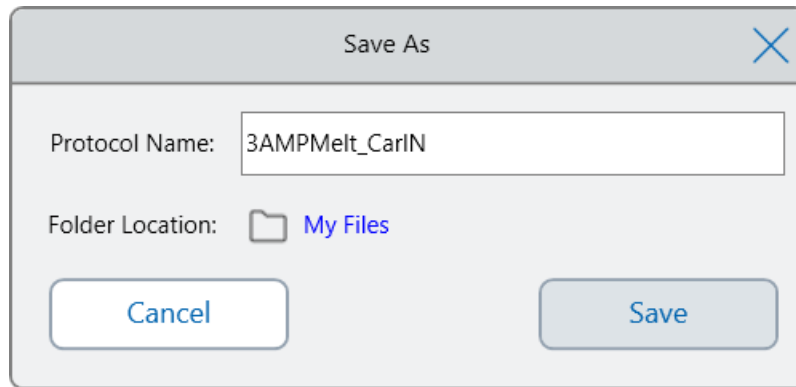 Save As
Protocol Name: 3AMPMelt_CarIN
Folder Location: My Files
Cancel Save